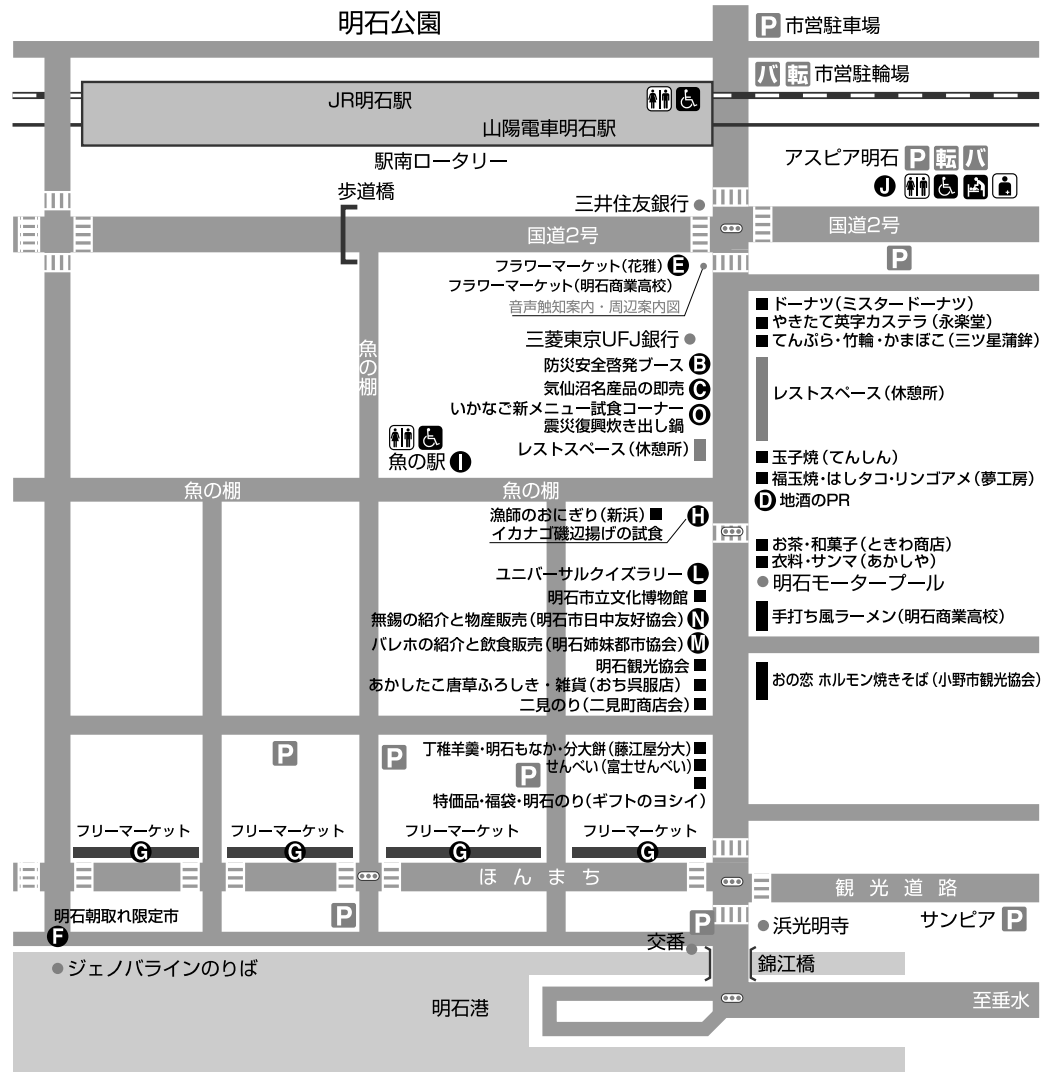 明石公園
P 市営駐車場
バ 転 市営駐輪場
JR明石駅
山陽電車明石駅
駅南ロータリー
アスピア明石 P 転 バ
J
歩道橋
三井住友銀行
国道2号
国道2号
P
フラワーマーケット(花雅) E
フラワーマーケット(明石商業高校)
音声触知案内・周辺案内図
三菱東京UFJ銀行
防災安全啓発ブース B
気仙沼名産品の即売 C
いかなご新メニュー試食コーナー
震災復興炊き出し鍋 O
レストスペース(休憩所)
魚の棚
魚の駅 I
ドーナツ(ミスタードーナツ)
やきたて英字カステラ(永楽堂)
てんぷら・竹輪・かまぼこ(三ツ星蒲鉾)
レストスペース(休憩所)
玉子焼(てんしん)
福玉焼・はしタコ・リンゴアメ(夢工房)
D 地酒のPR
魚の棚
魚の棚
漁師のおにぎり(新浜)
イカナゴ磯辺揚げの試食 H
お茶・和菓子(ときわ商店)
衣料・サンマ(あかしや)
明石モータープール
手打ち風ラーメン(明石商業高校)
おの恋 ホルモン焼きそば(小野市観光協会)
ユニバーサルクイズラリー L
明石市立文化博物館
無錫の紹介と物産販売(明石市日中友好協会) N
バレホの紹介と飲食販売(明石姉妹都市協会) M
明石観光協会
あかしたこ唐草ふろしき・雑貨(おち呉服店)
二見のり(二見町商店会)
丁稚羊羹・明石もなか・分大餅(藤江屋分大)
せんべい(富士せんべい)
P
P
P
特価品・福袋・明石のり(ギフトのヨシイ)
フリーマーケット
フリーマーケット
フリーマーケット
フリーマーケット
G
G
G
G
ほんまち
観光道路
明石朝取れ限定市
F
P
P
交番
浜光明寺
サンピア P
ジェノバラインのりば
錦江橋
明石港
至垂水